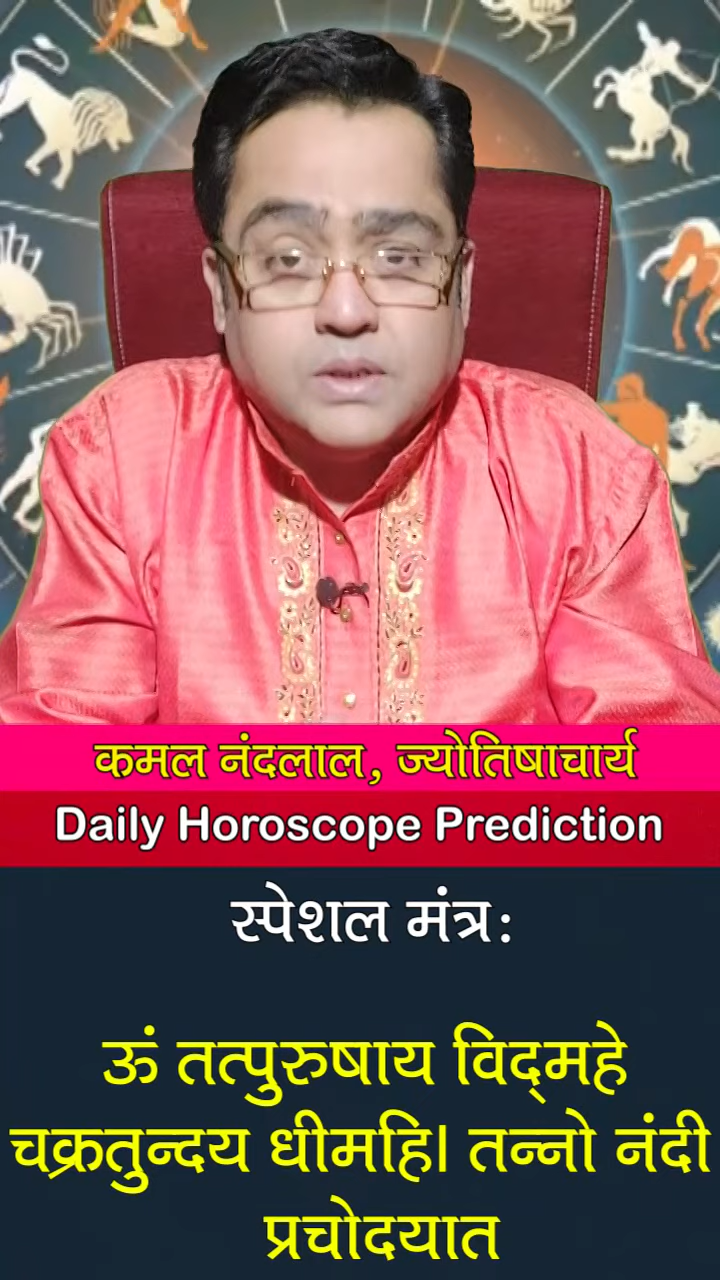 कमल नंदलाल, ज्योतिषाचार्य
Daily Horoscope Prediction
स्पेशल मंत्र:
ऊं तत्पुरुषाय विद्‌महे
चक्रतुन्दय धीमहि। तन्नो नंदी
प्रचोदयात